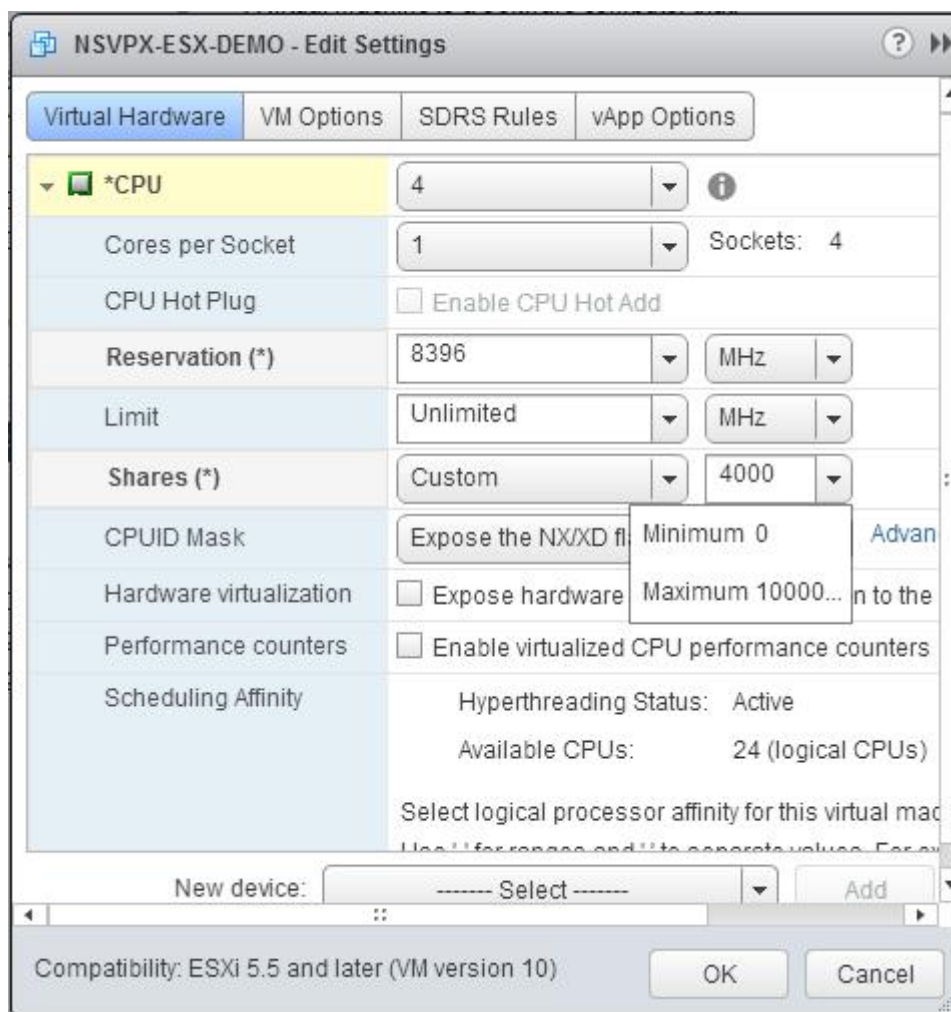 NSVPX-ESX-DEMO - Edit Settings ?
Virtual Hardware VM Options SDRS Rules vApp Options
*CPU 4
Cores per Socket 1 Sockets: 4
CPU Hot Plug Enable CPU Hot Add
Reservation (*) 8396 MHz
Limit Unlimited MHz
Shares (*) Custom 4000
Minimum 0
Maximum 10000...
CPUID Mask Expose the NX/XD fl Advan
Hardware virtualization Expose hardware n to the
Performance counters Enable virtualized CPU performance counters
Scheduling Affinity Hyperthreading Status: Active
Available CPUs: 24 (logical CPUs)
Select logical processor affinity for this virtual mac
New device: ------- Select ------- Add
Compatibility: ESXi 5.5 and later (VM version 10) OK Cancel